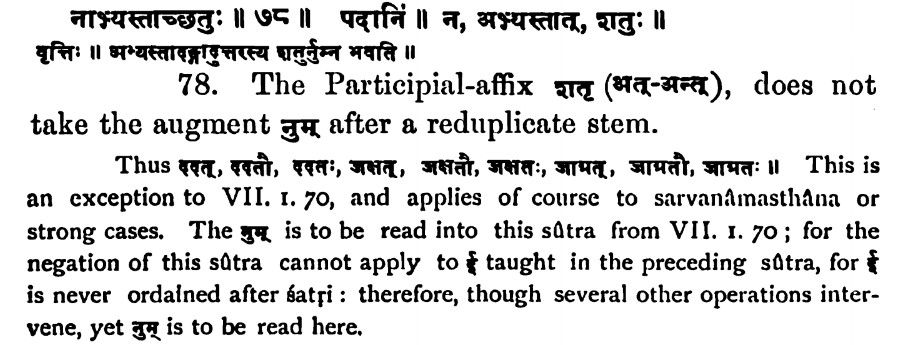 नाभ्यस्ताच्छतुः ॥ ७८ ॥ पदानिं ॥ न, अभ्यस्तात्, शतुः ॥
वृत्तिः ॥ अभ्यस्तादङ्गादुत्तरस्य शतुर्नुम्न भवति ॥
78. The Participial-affix शतृ (अत्-अन्त्), does not
take the augment नुम् after a reduplicate stem.
Thus ददत्, ददतौ, ददतः, जक्षत्, जक्षतौ, जक्षतः, जाग्रत्, जाग्रतौ, जाग्रतः ॥ This is
an exception to VII. 1. 70, and applies of course to sarvanâmasthâna or
strong cases. The नुम् is to be read into this sûtra from VII. 1. 70 ; for the
negation of this sûtra cannot apply to ई taught in the preceding sûtra, for ई
is never ordained after śatṛi : therefore, though several other operations inter-
vene, yet नुम् is to be read here.